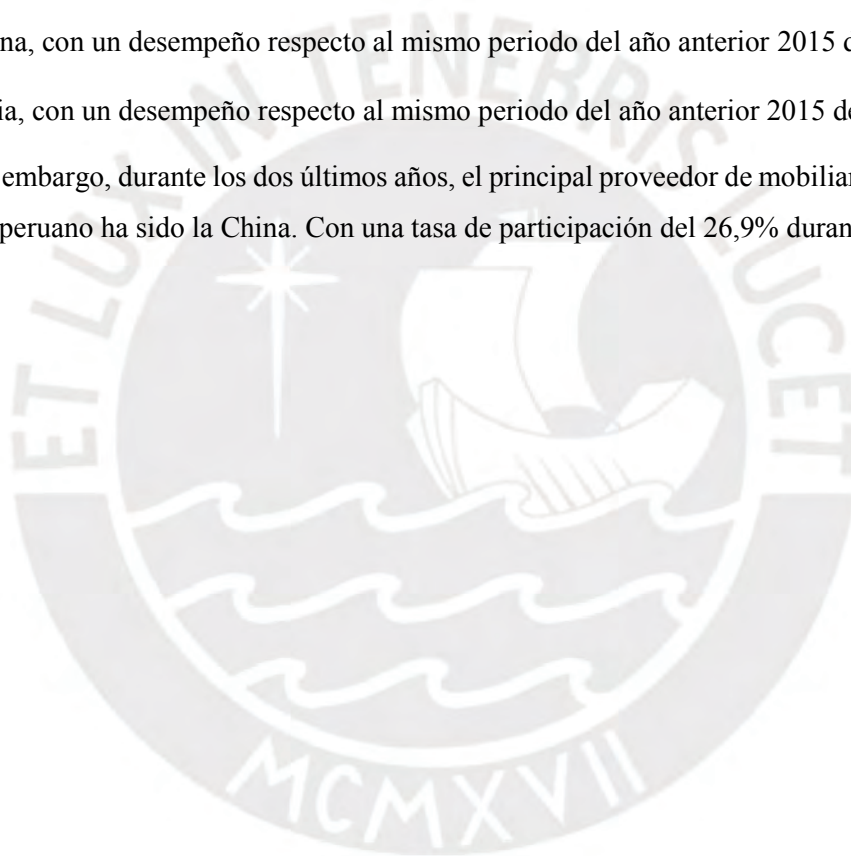 na, con un desempeño respecto al mismo periodo del año anterior 2015 d
ia, con un desempeño respecto al mismo periodo del año anterior 2015 de
embargo, durante los dos últimos años, el principal proveedor de mobiliar
peruano ha sido la China. Con una tasa de participación del 26,9% duran
ET LUX IN TENEBRIS LUCET
MCMXVII